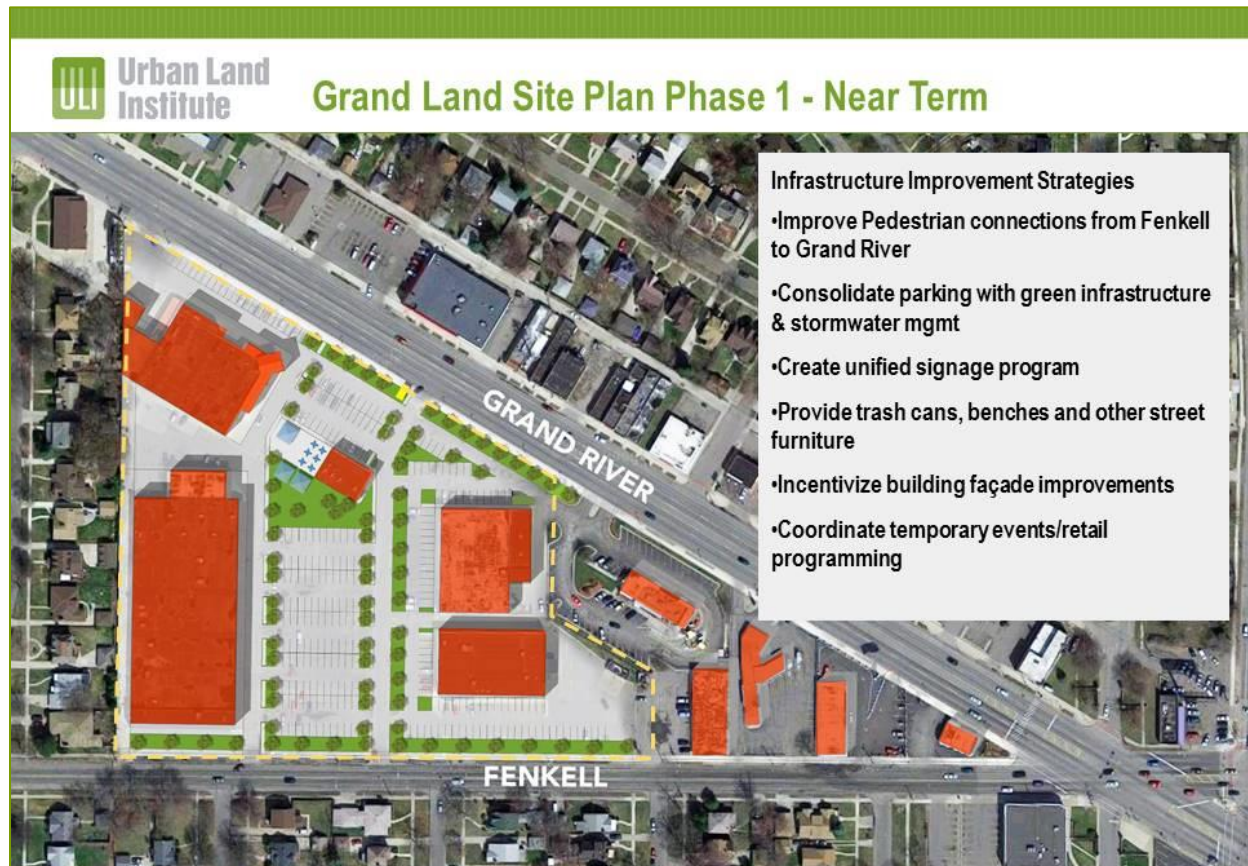 ULI
Urban Land
Institute
Grand Land Site Plan Phase 1 - Near Term
Infrastructure Improvement Strategies
•Improve Pedestrian connections from Fenkell
to Grand River
•Consolidate parking with green infrastructure
& stormwater mgmt
•Create unified signage program
•Provide trash cans, benches and other street
furniture
•Incentivize building façade improvements
•Coordinate temporary events/retail
programming
GRAND RIVER
FENKELL